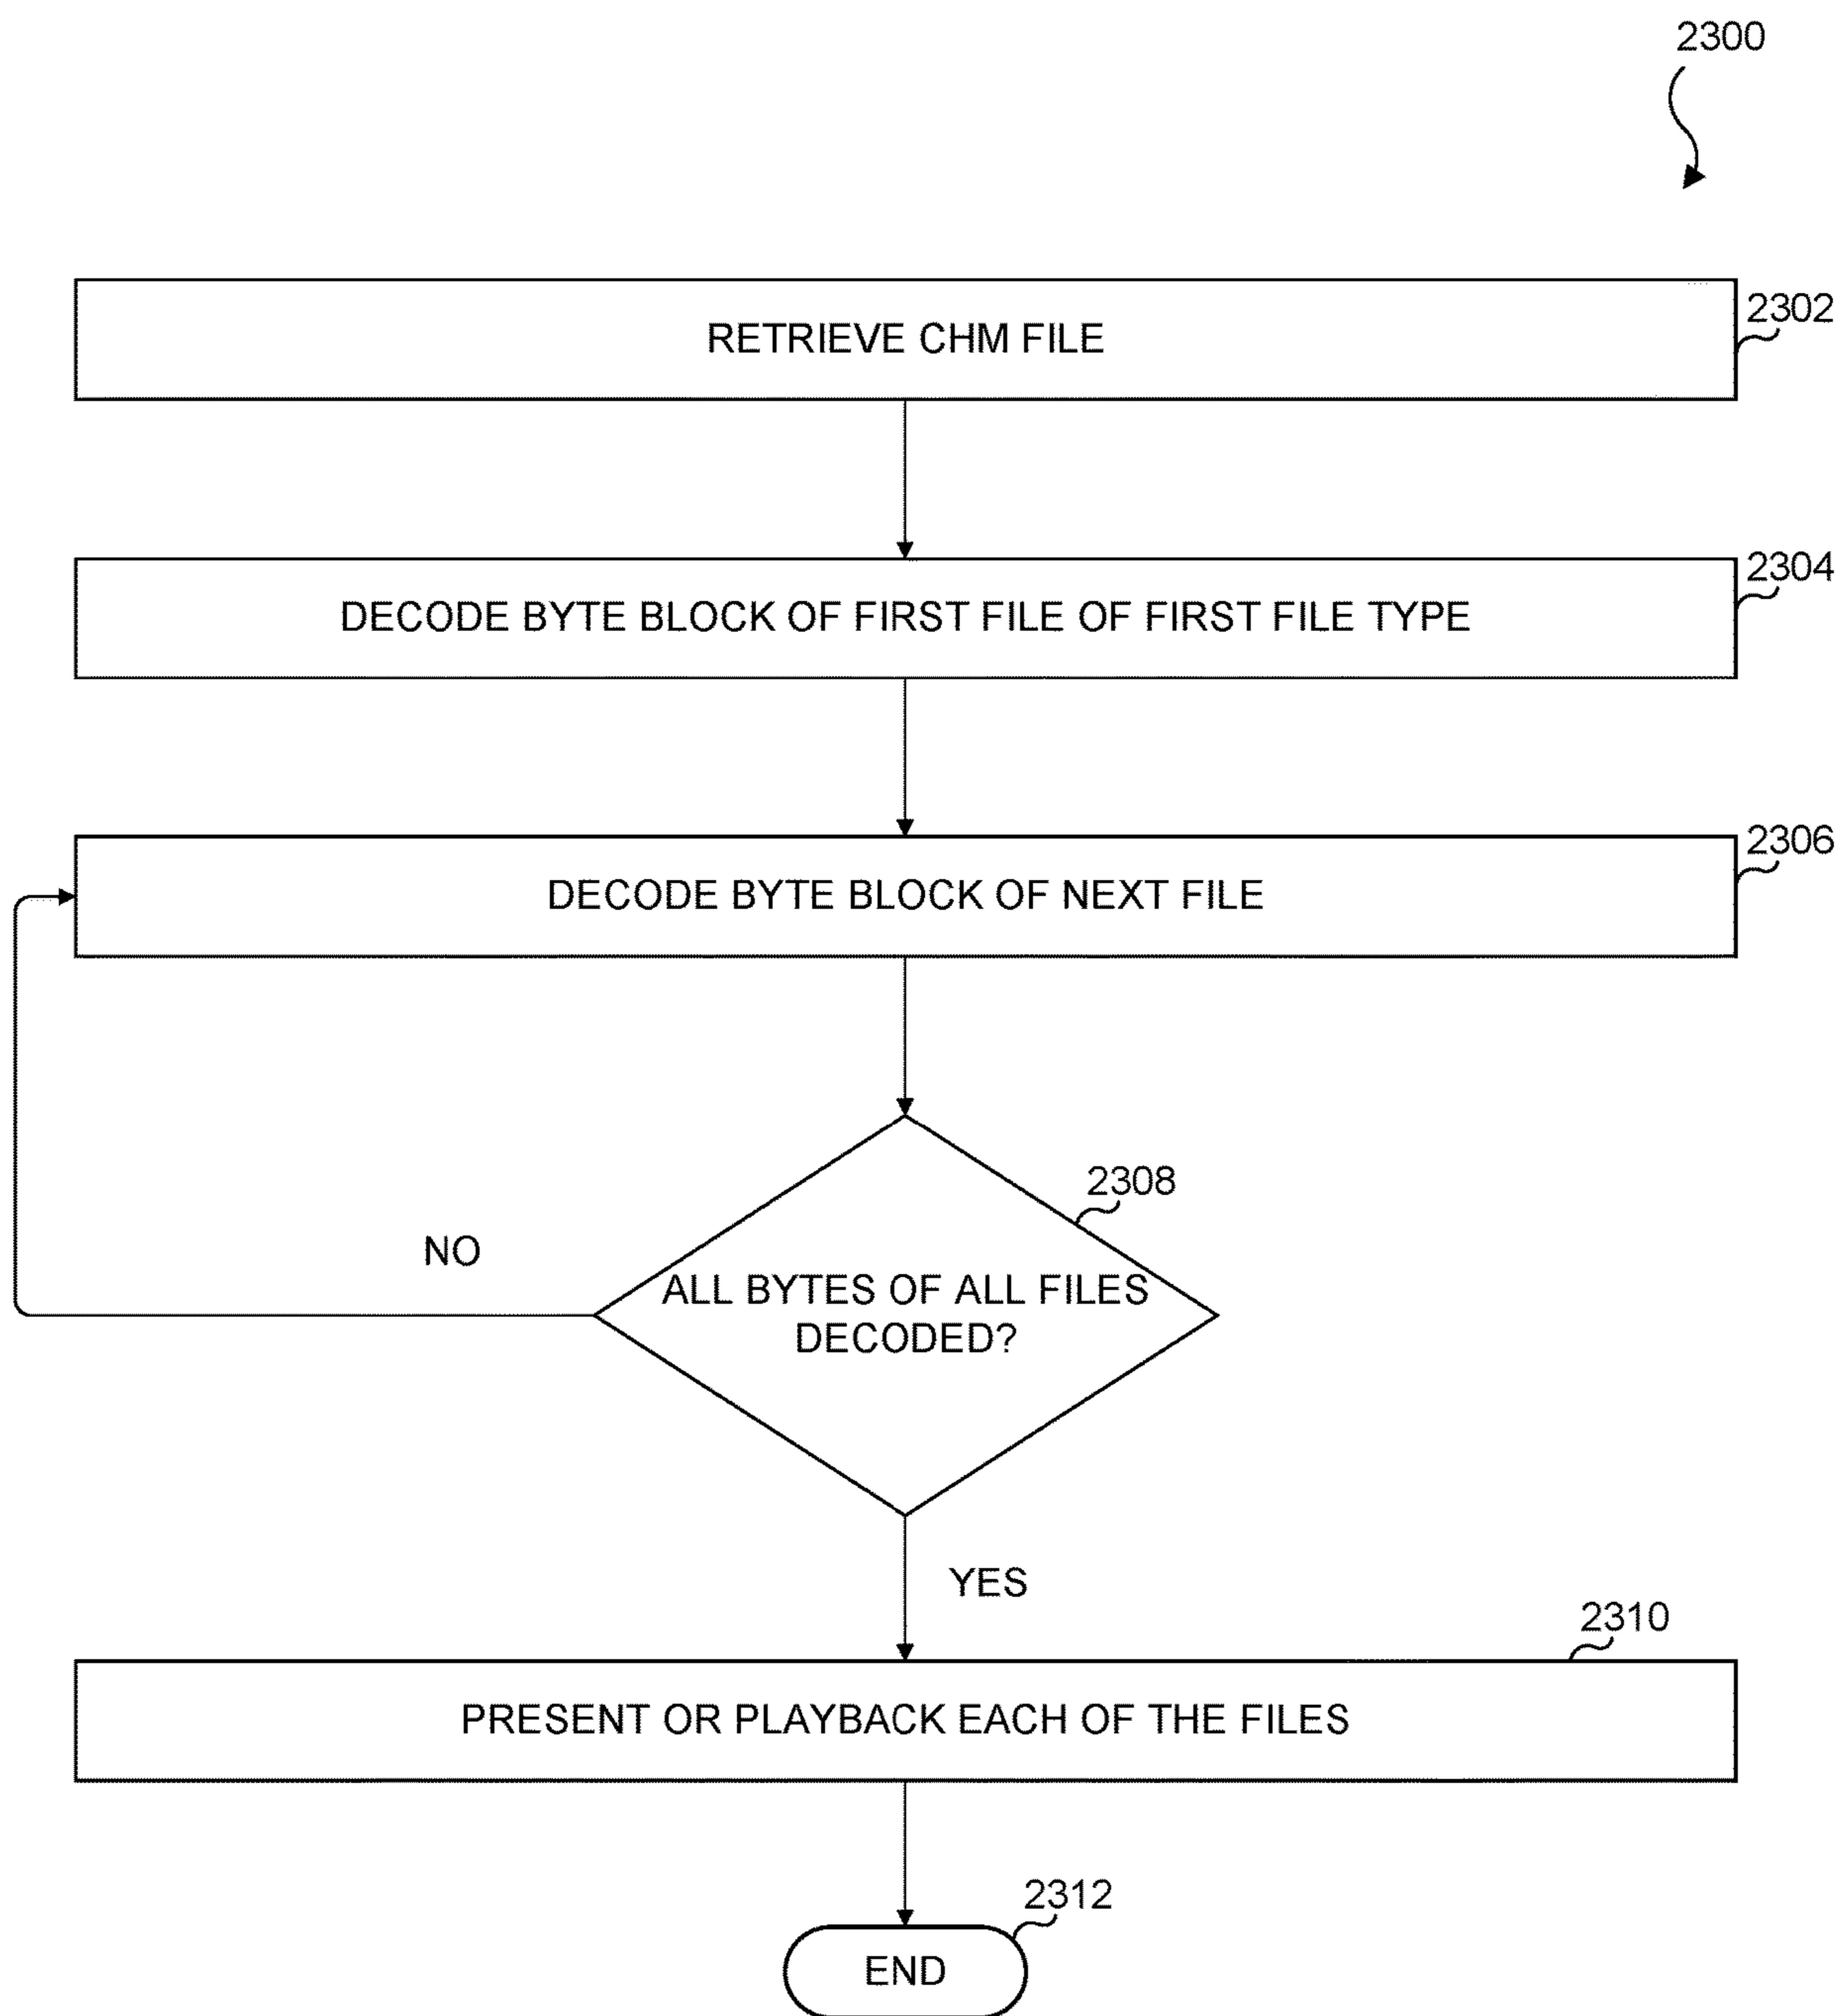 2300
RETRIEVE CHM FILE
2302
DECODE BYTE BLOCK OF FIRST FILE OF FIRST FILE TYPE
2304
DECODE BYTE BLOCK OF NEXT FILE
2306
2308
NO
ALL BYTES OF ALL FILES
DECODED?
YES
2310
PRESENT OR PLAYBACK EACH OF THE FILES
2312
END